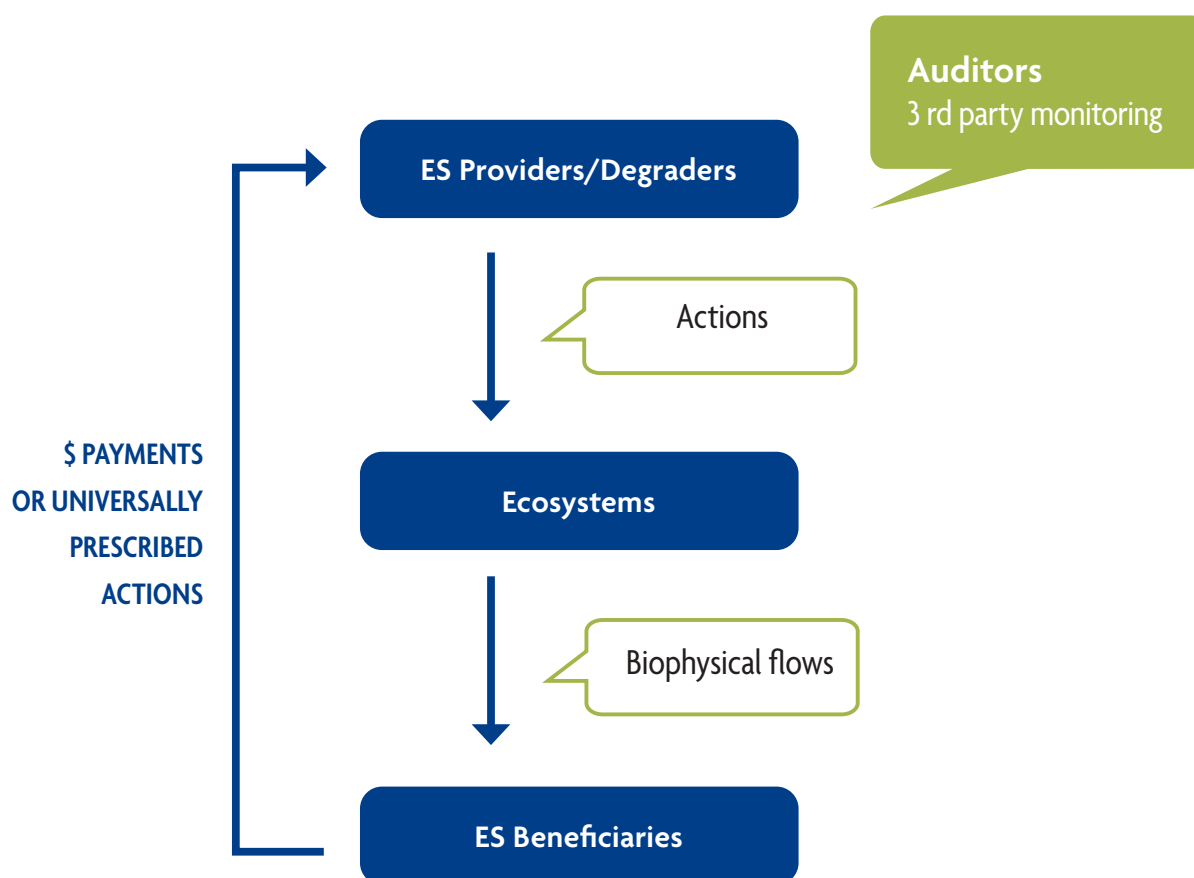 Auditors
3 rd party monitoring
ES Providers/Degraders
Actions
$ PAYMENTS
OR UNIVERSALLY
PRESCRIBED
ACTIONS
Ecosystems
Biophysical flows
ES Beneficiaries